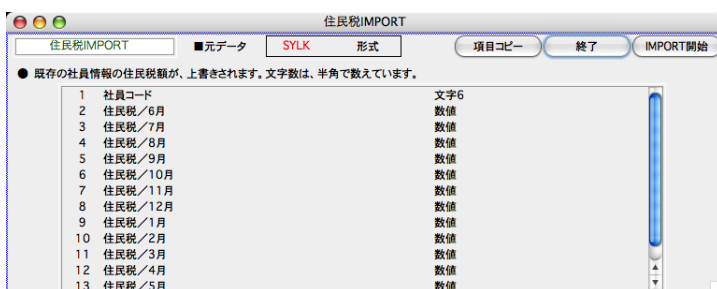 住民税IMPORT
住民税IMPORT ■元データ SYLK 形式 項目コピー 終了 IMPORT開始
● 既存の社員情報の住民税額が、上書きされます。文字数は、半角で数えています。
1 社員コード 文字6
2 住民税／6月 数値
3 住民税／7月 数値
4 住民税／8月 数値
5 住民税／9月 数値
6 住民税／10月 数値
7 住民税／11月 数値
8 住民税／12月 数値
9 住民税／1月 数値
10 住民税／2月 数値
11 住民税／3月 数値
12 住民税／4月 数値
13 住民税／5月 数値